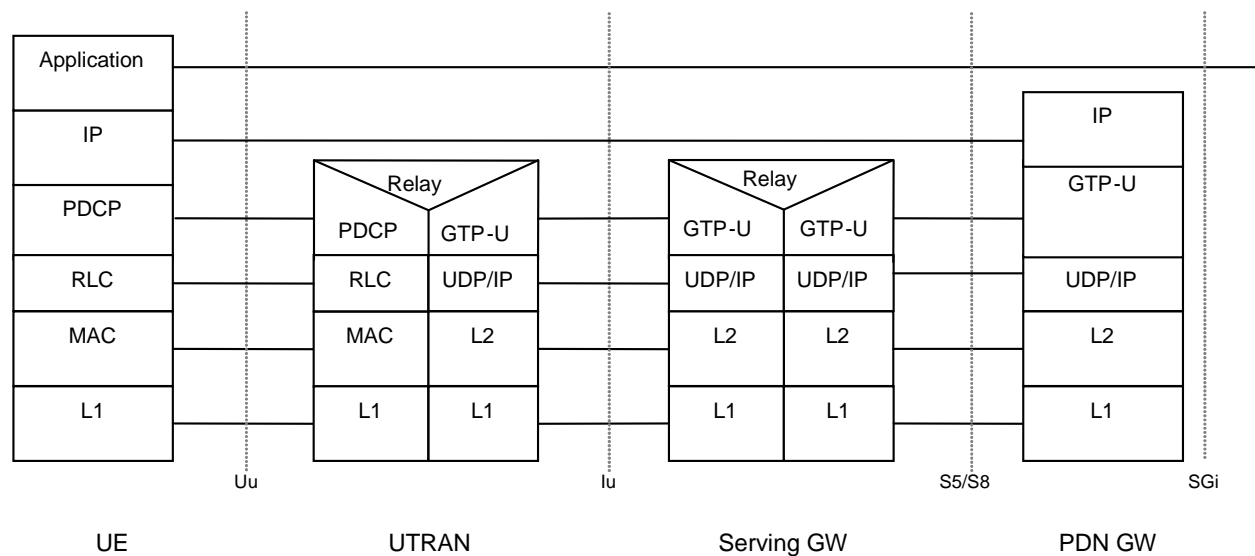 Application
IP
PDCP
RLC
MAC
L1
Relay
PDCP
GTP-U
RLC
UDP/IP
MAC
L2
L1
L1
Relay
GTP-U
GTP-U
UDP/IP
UDP/IP
L2
L2
L1
L1
IP
GTP-U
UDP/IP
L2
L1
Uu
Iu
S5/S8
SGi
UE
UTRAN
Serving GW
PDN GW